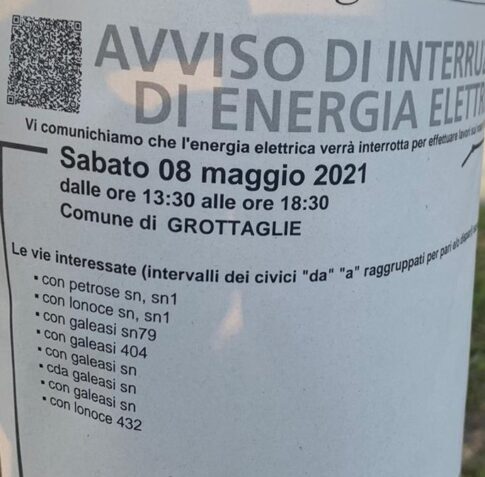 AVVISO DI INTERRUZ
DI ENERGIA ELETTR
Vi comunichiamo che l'energia elettrica verrà interrotta per effettuare lavori sui
Sabato 08 maggio 2021
dalle ore 13:30 alle ore 18:30
Comune di GROTTAGLIE
Le vie interessate (intervalli dei civici "da" "a" raggruppati per pari e/o dispari
▪ con petrose sn, sn1
▪ con lonoce sn, sn1
▪ con galeasi sn79
▪ con galeasi 404
▪ con galeasi sn
▪ cda galeasi sn
▪ con galeasi sn
▪ con lonoce 432